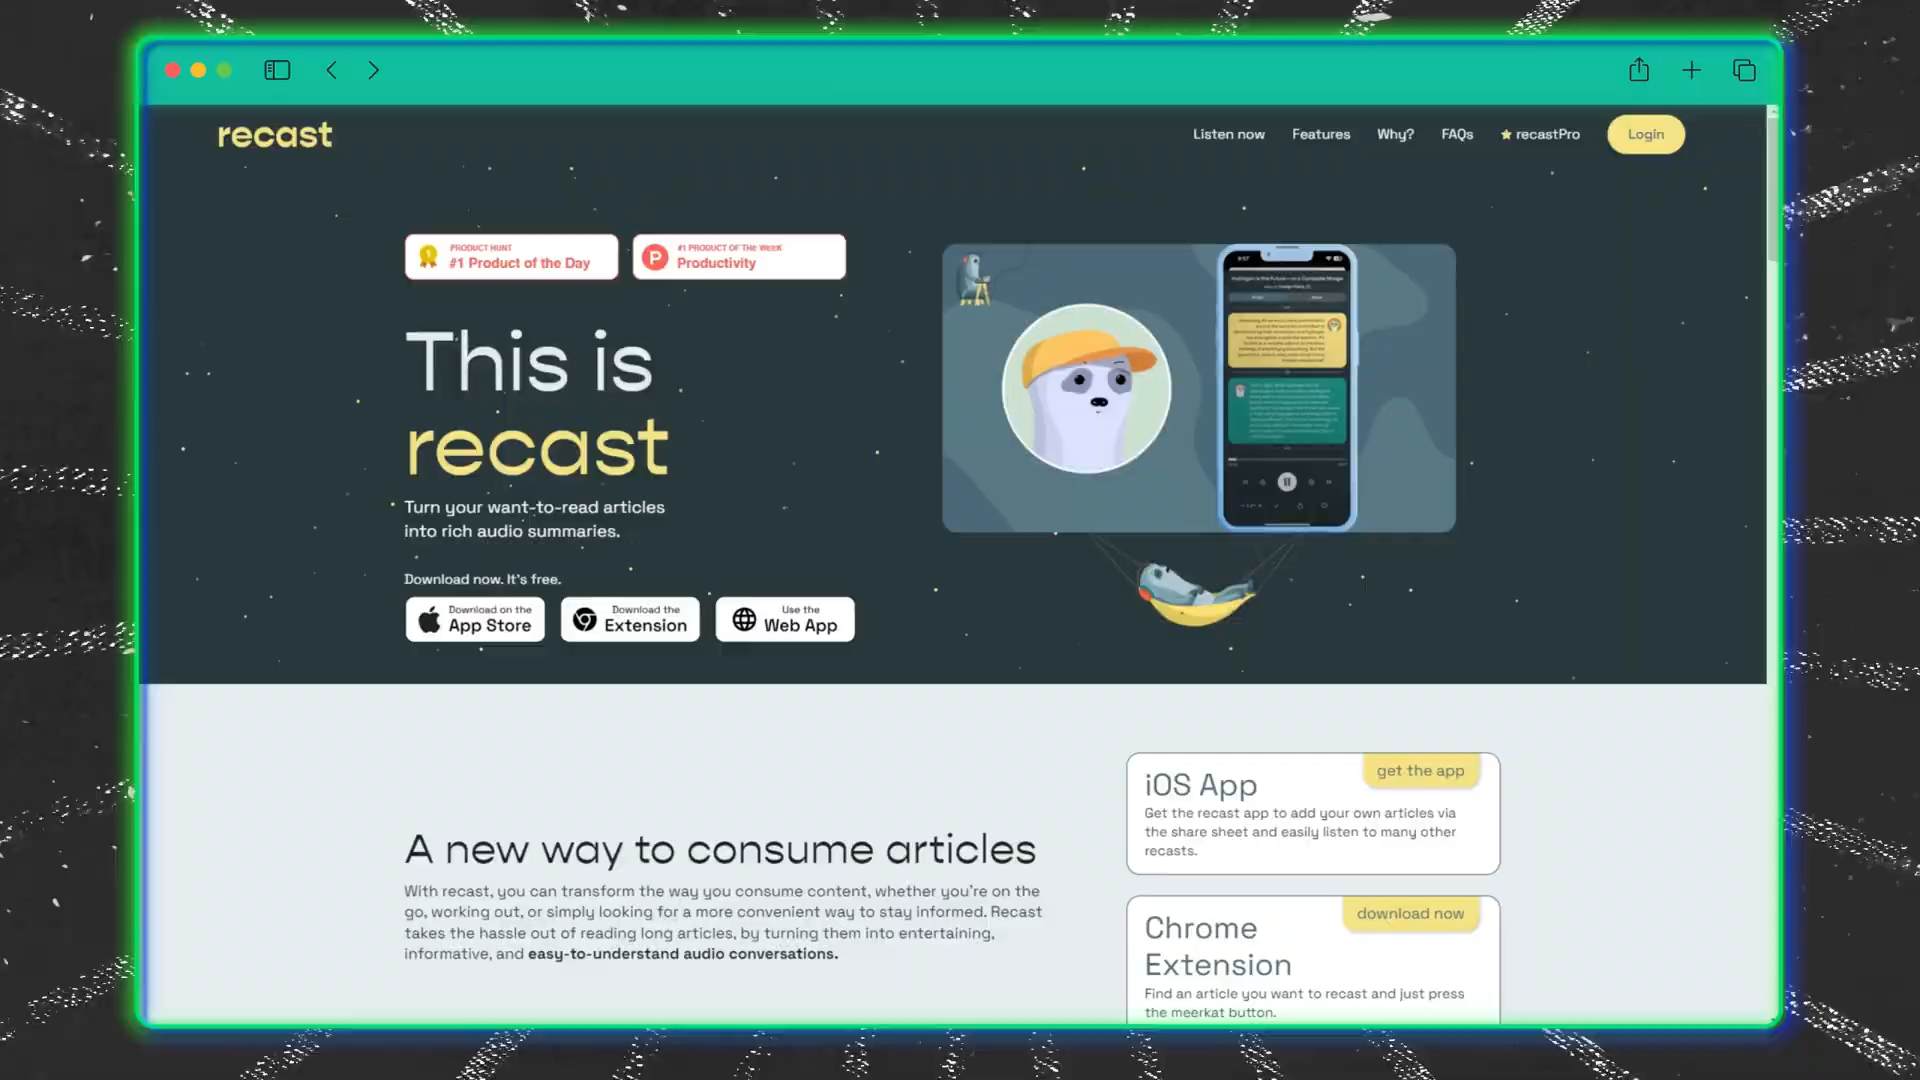 recast
Listen now
Features
Why?
FAQs
recastPro
Login
PRODUCT HUNT
#1 Product of the Day
#1 PRODUCT OF THE WEEK
Productivity
This is
recast
Turn your want-to-read articles
into rich audio summaries.
Download now. It's free.
Download on the
App Store
Download the
Extension
Use the
Web App
9:57
A new way to consume articles
With recast, you can transform the way you consume content, whether you're on the
go, working out, or simply looking for a more convenient way to stay informed. Recast
takes the hassle out of reading long articles, by turning them into entertaining,
informative, and easy-to-understand audio conversations.
iOS App
get the app
Get the recast app to add your own articles via
the share sheet and easily listen to many other
recasts.
Chrome
Extension
download now
Find an article you want to recast and just press
the meerkat button.